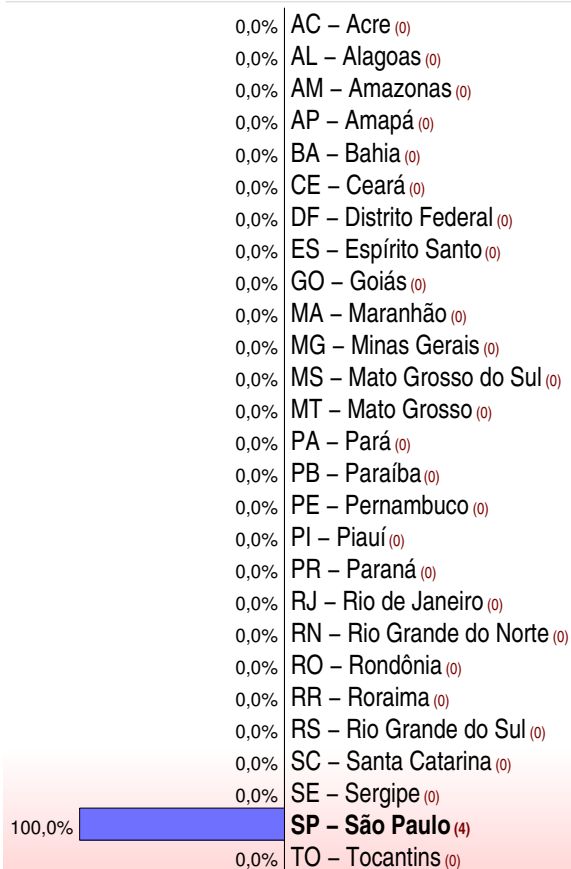 0,0% AC – Acre (0)
0,0% AL – Alagoas (0)
0,0% AM – Amazonas (0)
0,0% AP – Amapá (0)
0,0% BA – Bahia (0)
0,0% CE – Ceará (0)
0,0% DF – Distrito Federal (0)
0,0% ES – Espírito Santo (0)
0,0% GO – Goiás (0)
0,0% MA – Maranhão (0)
0,0% MG – Minas Gerais (0)
0,0% MS – Mato Grosso do Sul (0)
0,0% MT – Mato Grosso (0)
0,0% PA – Pará (0)
0,0% PB – Paraíba (0)
0,0% PE – Pernambuco (0)
0,0% PI – Piauí (0)
0,0% PR – Paraná (0)
0,0% RJ – Rio de Janeiro (0)
0,0% RN – Rio Grande do Norte (0)
0,0% RO – Rondônia (0)
0,0% RR – Roraima (0)
0,0% RS – Rio Grande do Sul (0)
0,0% SC – Santa Catarina (0)
0,0% SE – Sergipe (0)
100,0% SP – São Paulo (4)
0,0% TO – Tocantins (0)